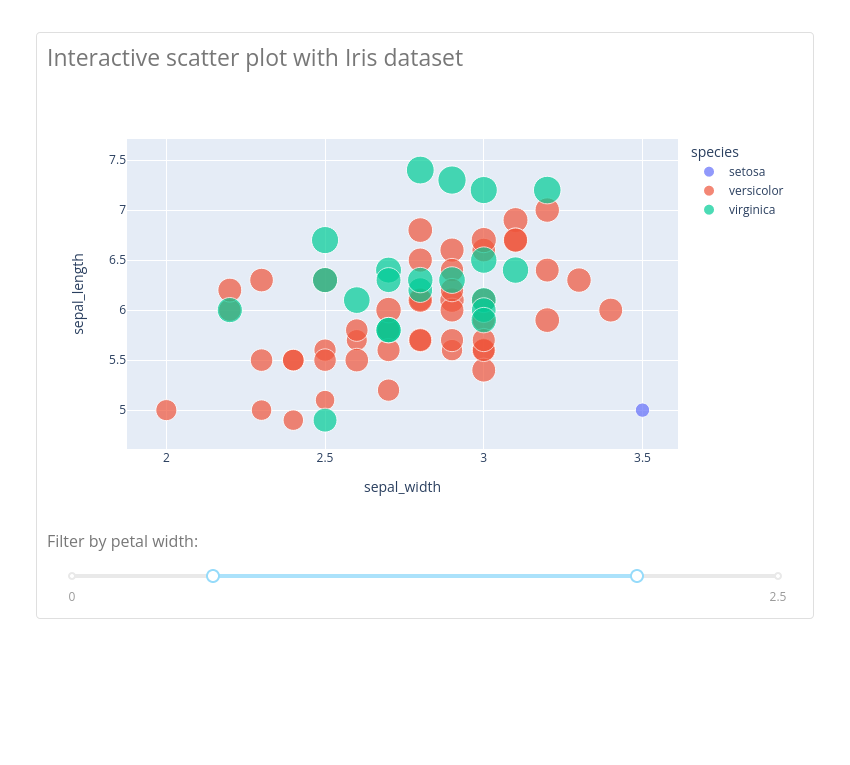 Interactive scatter plot with Iris dataset
species
setosa
versicolor
virginica
7.5
7
6.5
6
5.5
5
sepal_length
2
2.5
3
3.5
sepal_width
Filter by petal width:
0
2.5